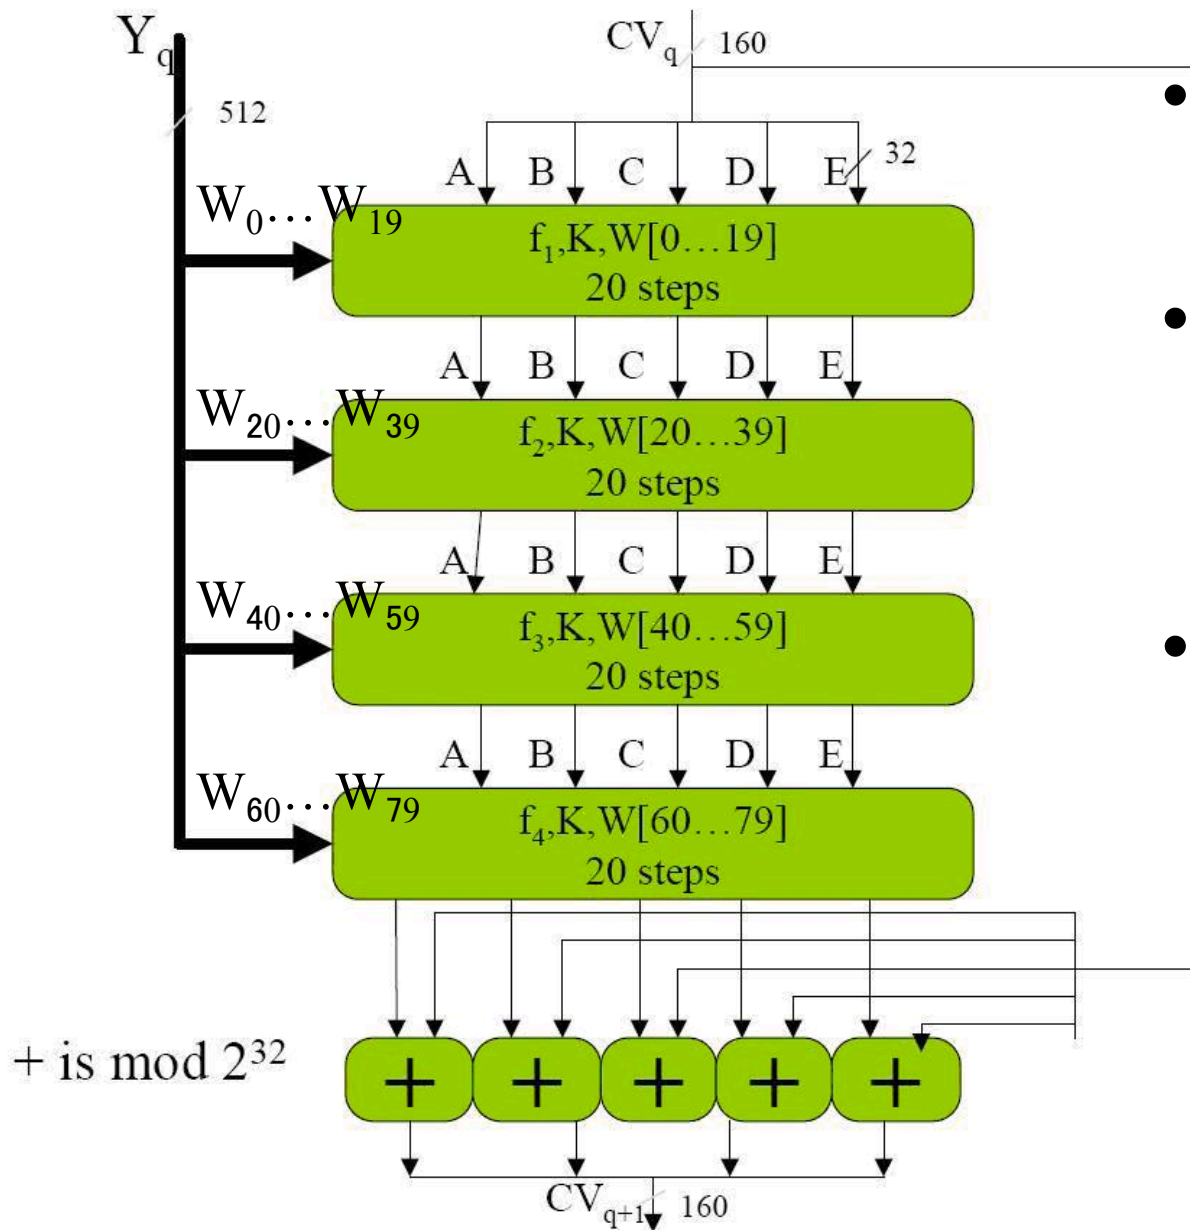 Y_q
CV_q 160
512
A B C D E 32
W_0...W_19
f_1,K,W[0...19]
20 steps
A B C D E
W_20...W_39
f_2,K,W[20...39]
20 steps
A B C D E
W_40...W_59
f_3,K,W[40...59]
20 steps
A B C D E
W_60...W_79
f_4,K,W[60...79]
20 steps
+ is mod 2^32
+ + + + +
CV_q+1 160